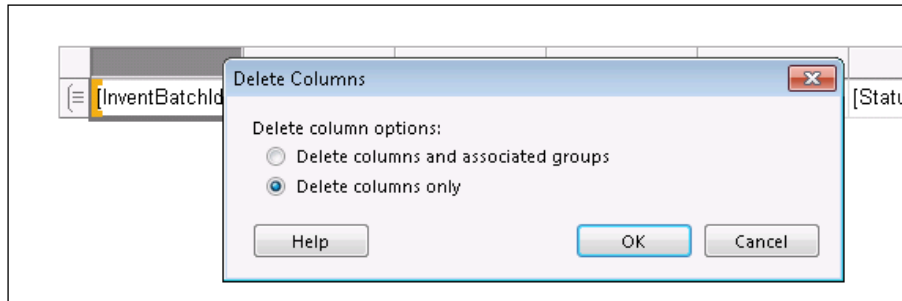 Delete Columns
[InventBatchId
[Statu
Delete column options:
Delete columns and associated groups
Delete columns only
Help OK Cancel